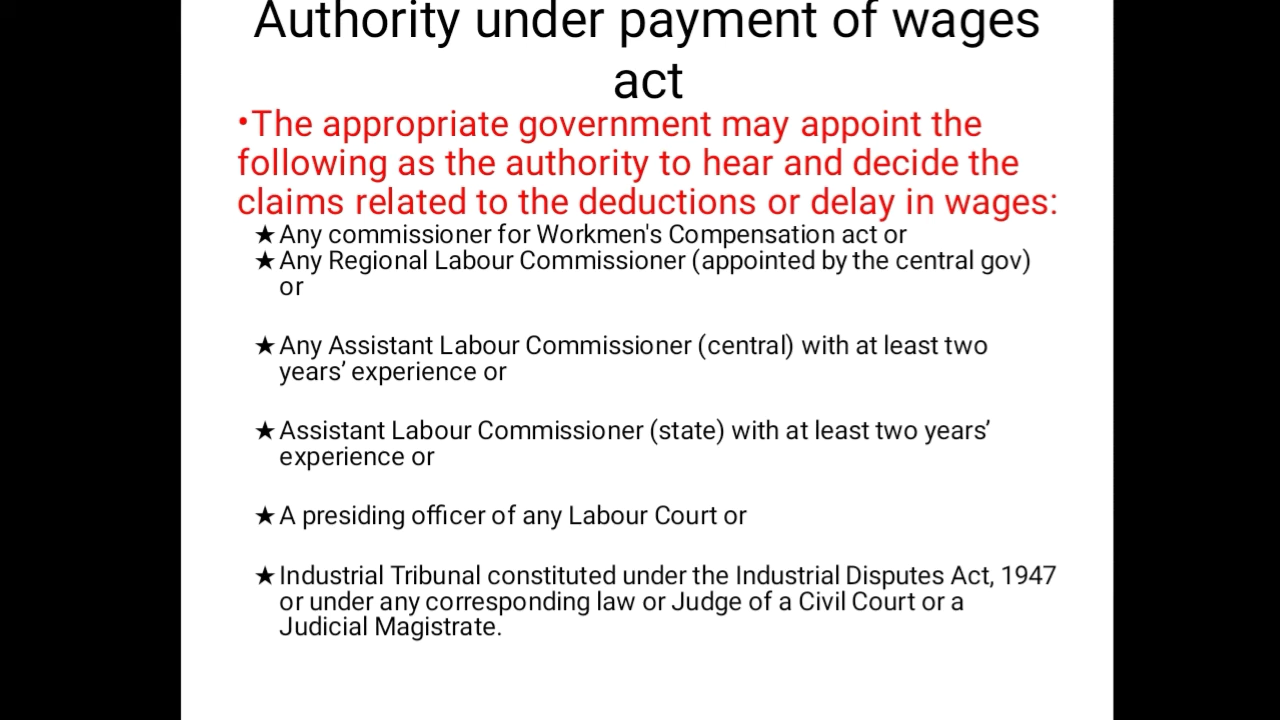 Authority under payment of wages
act
•The appropriate government may appoint the
following as the authority to hear and decide the
claims related to the deductions or delay in wages:
★Any commissioner for Workmen's Compensation act or
★Any Regional Labour Commissioner (appointed by the central gov)
or
★Any Assistant Labour Commissioner (central) with at least two
years’ experience or
★Assistant Labour Commissioner (state) with at least two years’
experience or
★A presiding officer of any Labour Court or
★Industrial Tribunal constituted under the Industrial Disputes Act, 1947
or under any corresponding law or Judge of a Civil Court or a
Judicial Magistrate.